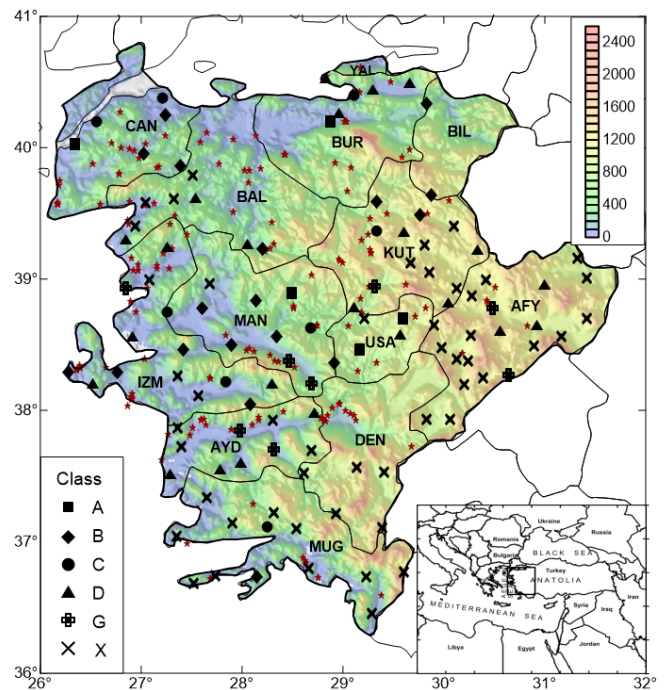 41°
40°
39°
38°
37°
36°
26°
27°
28°
29°
30°
31°
32°
2400
2000
1600
1200
800
400
0
YAL
CAN
BUR
BIL
BAL
KUT
AFY
MAN
USA
IZM
AYD
DEN
MUG
Class
A
B
C
D
G
X
Ukraine
Russia
Romania
Bulgaria
BLACK SEA
Turkey
ANATOLIA
MEDITERRANEAN SEA
Syria
Iraq
Iran
Libya
Egypt
Jordan